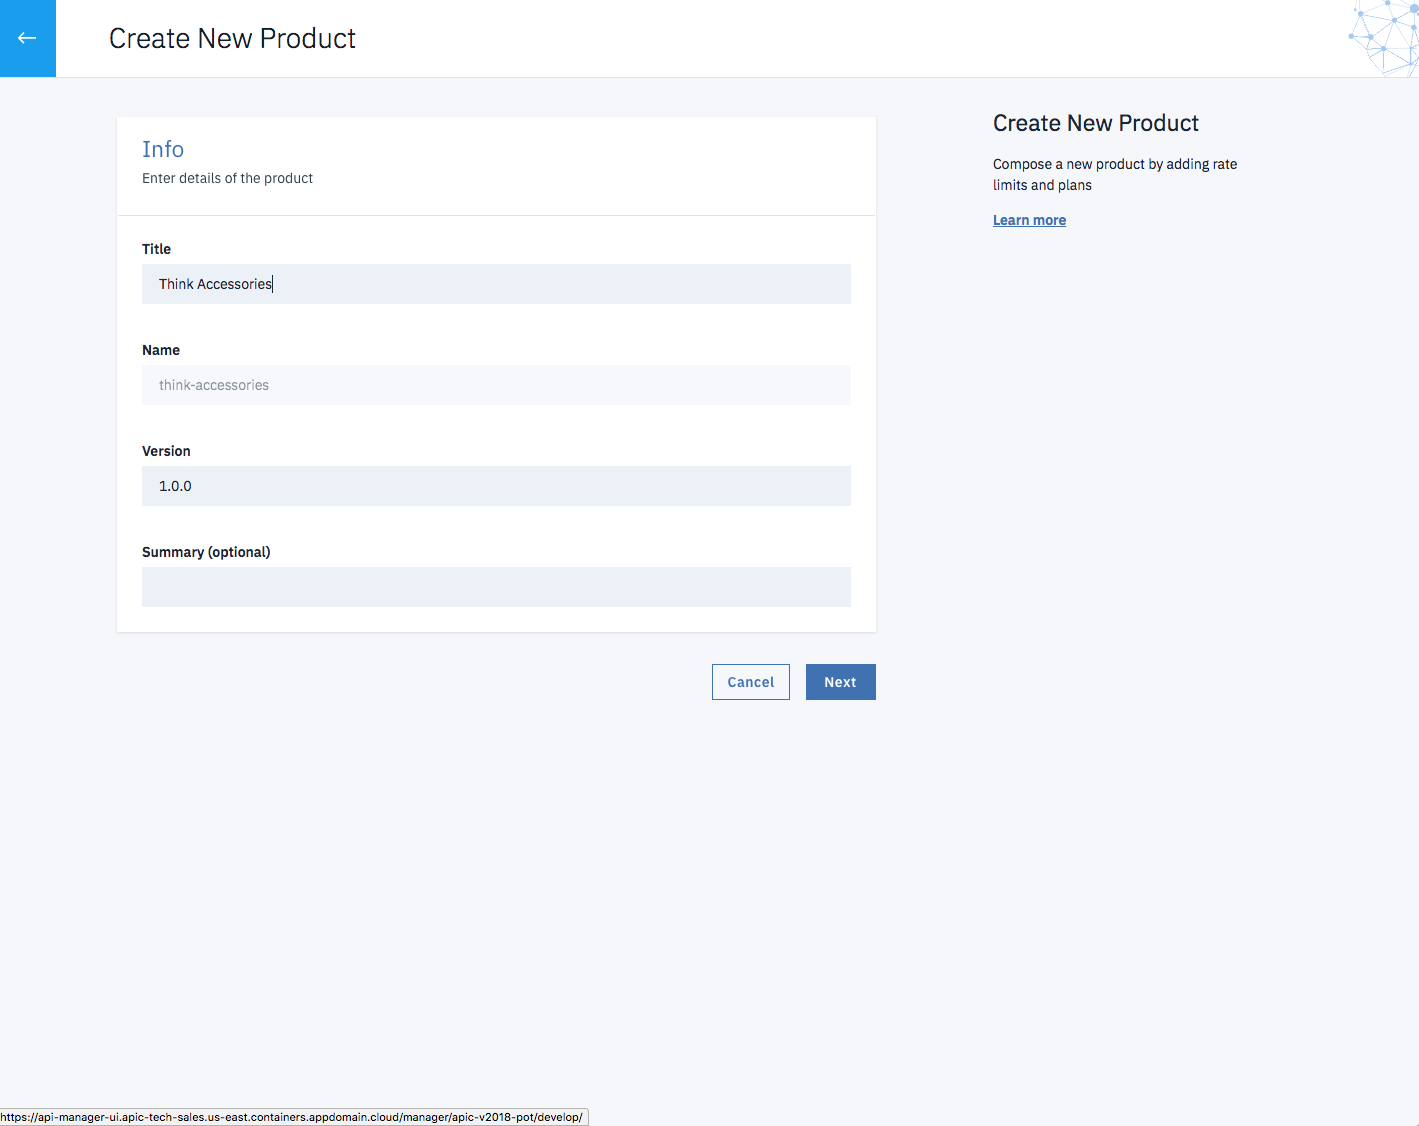 Create New Product
Info
Enter details of the product
Title
Think Accessories
Name
think-accessories
Version
1.0.0
Summary (optional)
Cancel
Next
Create New Product
Compose a new product by adding rate
limits and plans
Learn more
https://api-manager-ui.apic-tech-sales.us-east.containers.appdomain.cloud/manager/apic-v2018-pot/develop/